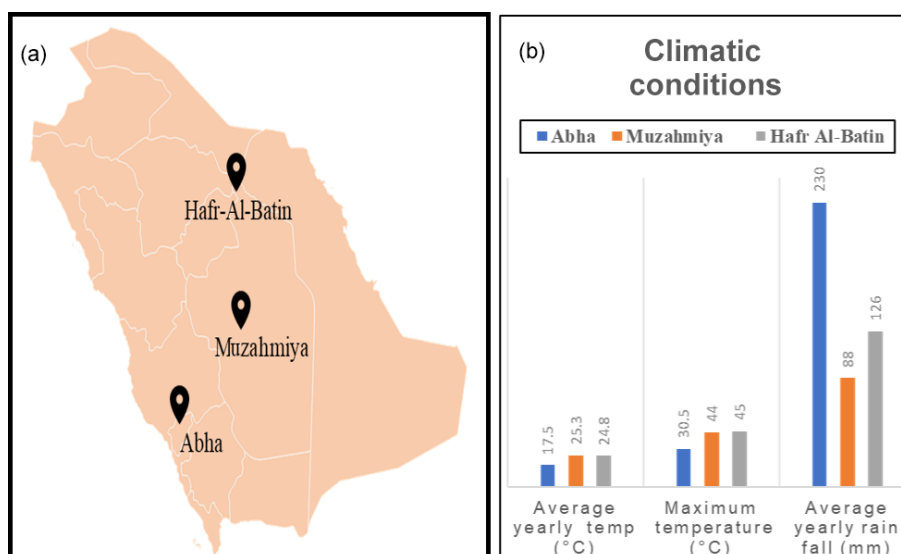 (a)
Hafr-Al-Batin
Muzahmiya
Abha
(b)
Climatic
conditions
Abha Muzahmiya Hafr Al-Batin
17.5
25.3
24.8
30.5
44
45
230
88
126
Average
yearly temp
(°C)
Maximum
temperature
(°C)
Average
yearly rain
fall (mm)